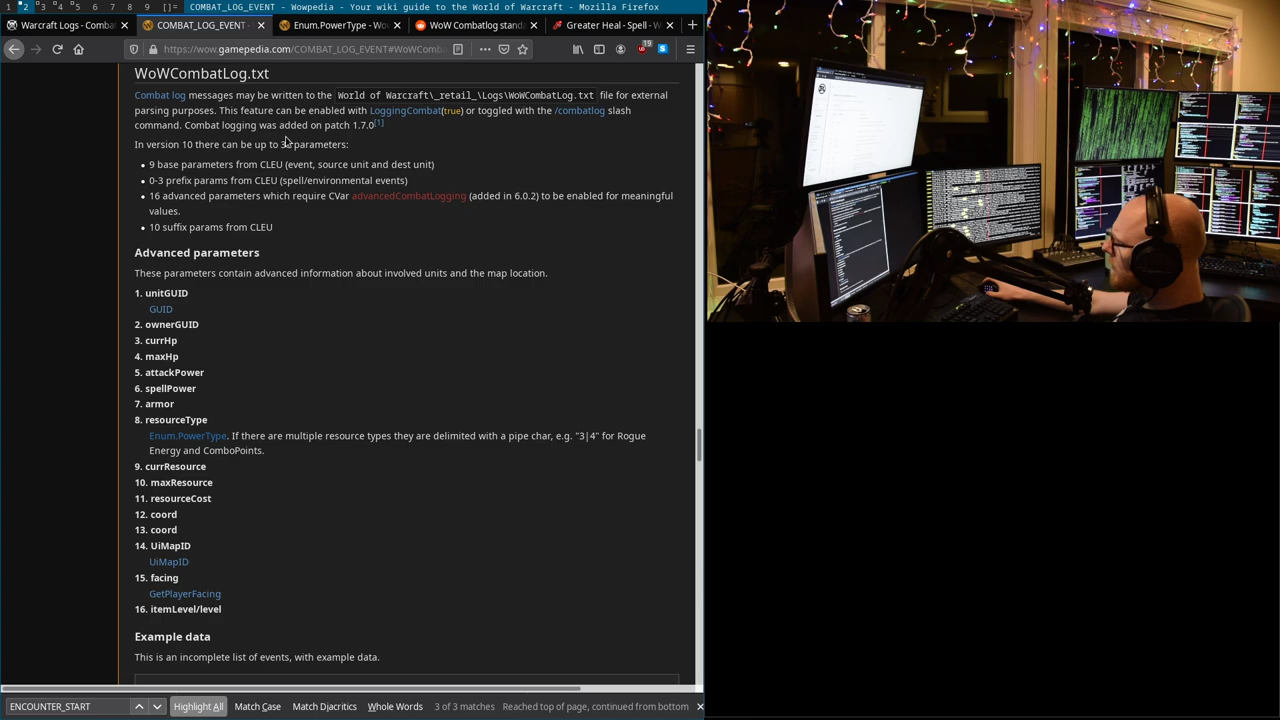 1 2 3 4 5 6 7 8 9 []= COMBAT_LOG_EVENT - Wowpedia - Your wiki guide to the World of Warcraft - Mozilla Firefox
Warcraft Logs - Comba
COMBAT_LOG_EVENT -
Enum.PowerType - Wo
WoW Combatlog stand
Greater Heal - Spell - W
https://wow.gamepedia.com/COMBAT_LOG_EVENT#WoWComb
19
WoWCombatLog.txt
Combat log messages may be written to the World of Warcraft\_retail_\Logs\WoWCombatLog.txt file for external
parsing purposes. This feature can be enabled with LoggingCombat(true) or toggled with the /combatlog slash
command. Combat logging was added on patch 1.7.0[1]
In version 10 there can be up to parameters:
• 9 base parameters from CLEU (event, source unit and dest unit)
• 0-3 prefix params from CLEU (spell/environmental events)
• 16 advanced parameters which require CVar advancedCombatLogging (added in 6.0.2) to be enabled for meaningful
values.
• 10 suffix params from CLEU
Advanced parameters
These parameters contain advanced information about involved units and the map location.
1. unitGUID
GUID
2. ownerGUID
3. currHp
4. maxHp
5. attackPower
6. spellPower
7. armor
8. resourceType
Enum.PowerType. If there are multiple resource types they are delimited with a pipe char, e.g. "3|4" for Rogue
Energy and ComboPoints.
9. currResource
10. maxResource
11. resourceCost
12. coord
13. coord
14. UiMapID
UiMapID
15. facing
GetPlayerFacing
16. itemLevel/level
Example data
This is an incomplete list of events, with example data.
ENCOUNTER_START
Highlight All Match Case Match Diacritics Whole Words 3 of 3 matches Reached top of page, continued from bottom